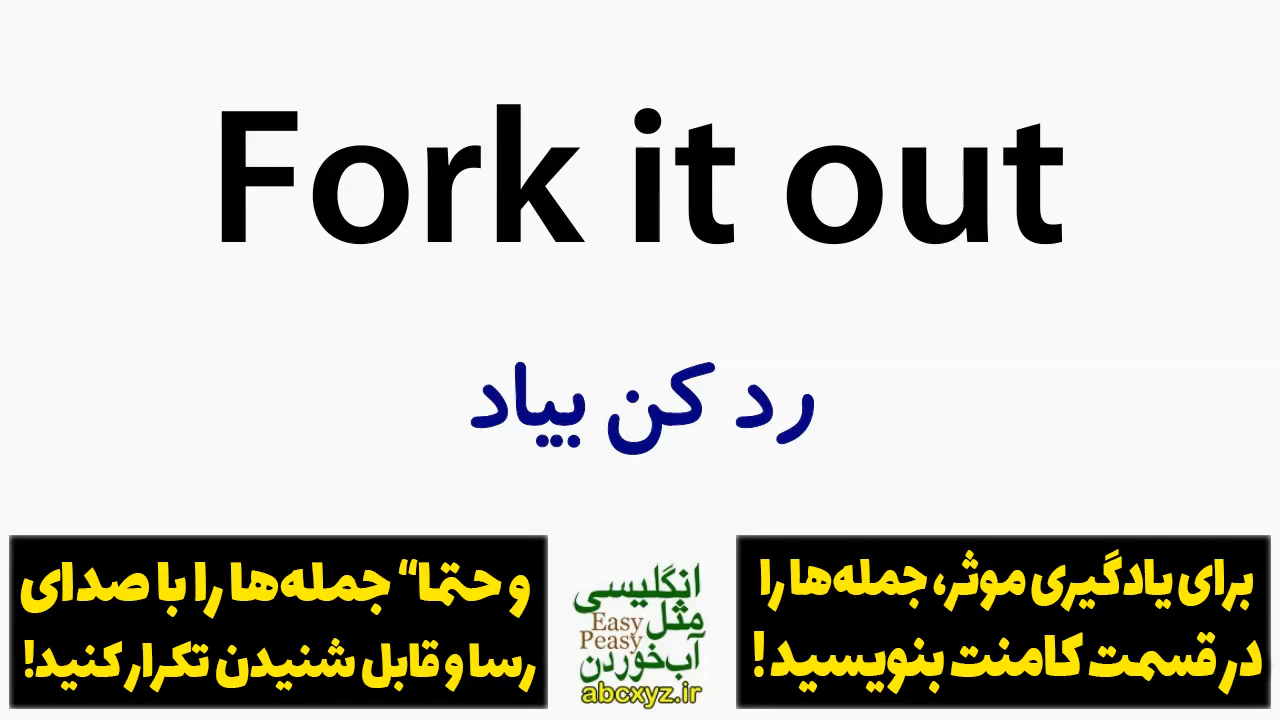 Fork it out
رد کن بیاد
برای یادگیری موثر، جمله‌ها را
در قسمت کامنت بنویسید !
و حتما“ جمله‌ها را با صدای
رسا و قابل شنیدن تکرار کنید!
انگلیسی
مثل
Easy
Peasy
آب‌خوردن
abcxyz.ir